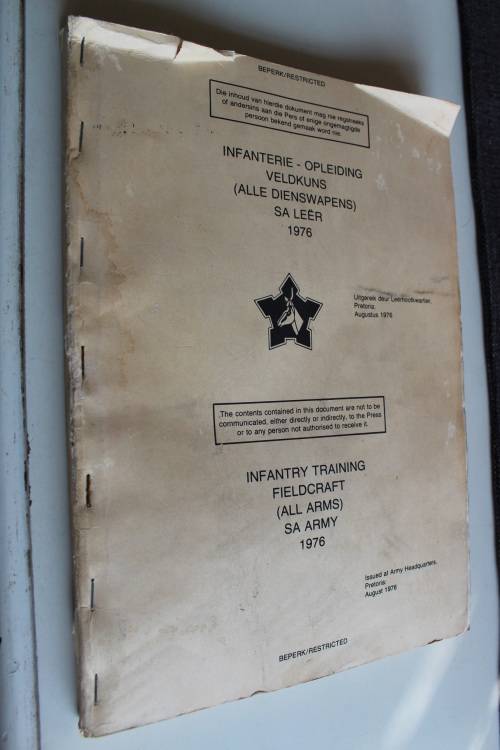 BEPERK/RESTRICTED
Die inhoud van hierdie dokument mag nie regstreeks
of andersins aan die Pers of enige ongemagtigde
persoon bekend gemaak word nie.
INFANTERIE - OPLEIDING
VELDKUNS
(ALLE DIENSWAPENS)
SA LEËR
1976
Uitgereik deur Leërhoofkwartier,
Pretoria:
Augustus 1976
The contents contained in this document are not to be
communicated, either directly or indirectly, to the Press
or to any person not authorised to receive it.
INFANTRY TRAINING
FIELDCRAFT
(ALL ARMS)
SA ARMY
1976
Issued at Army Headquarters,
Pretoria:
August 1976
BEPERK/RESTRICTED